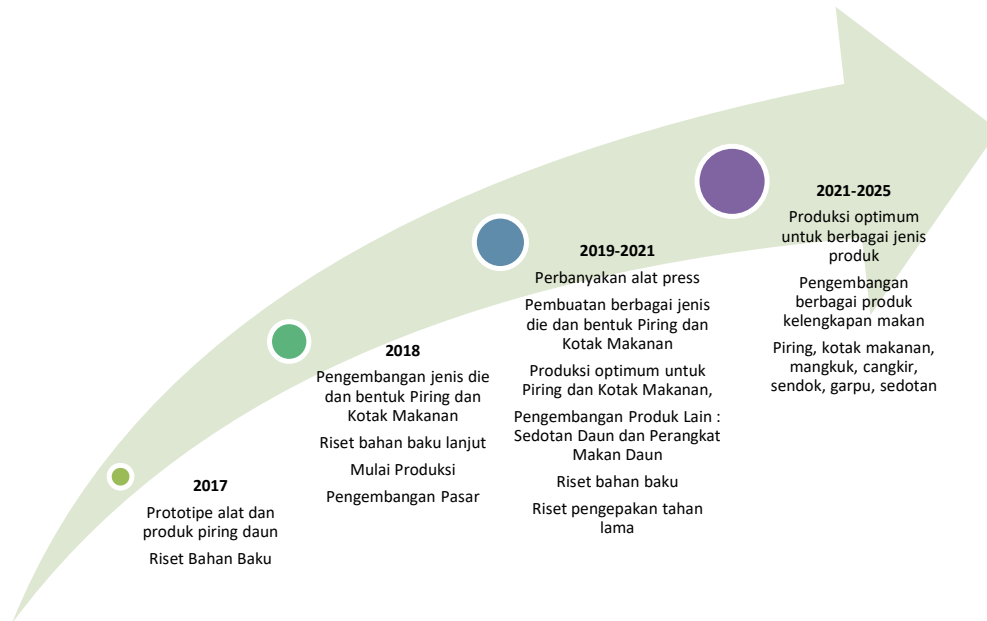 2017
Prototipe alat dan
produk piring daun
Riset Bahan Baku
2018
Pengembangan jenis die
dan bentuk Piring dan
Kotak Makanan
Riset bahan baku lanjut
Mulai Produksi
Pengembangan Pasar
2019-2021
Perbanyakan alat press
Pembuatan berbagai jenis
die dan bentuk Piring dan
Kotak Makanan
Produksi optimum untuk
Piring dan Kotak Makanan,
Pengembangan Produk Lain :
Sedotan Daun dan Perangkat
Makan Daun
Riset bahan baku
Riset pengepakan tahan
lama
2021-2025
Produksi optimum
untuk berbagai jenis
produk
Pengembangan
berbagai produk
kelengkapan makan
Piring, kotak makanan,
mangkuk, cangkir,
sendok, garpu, sedotan